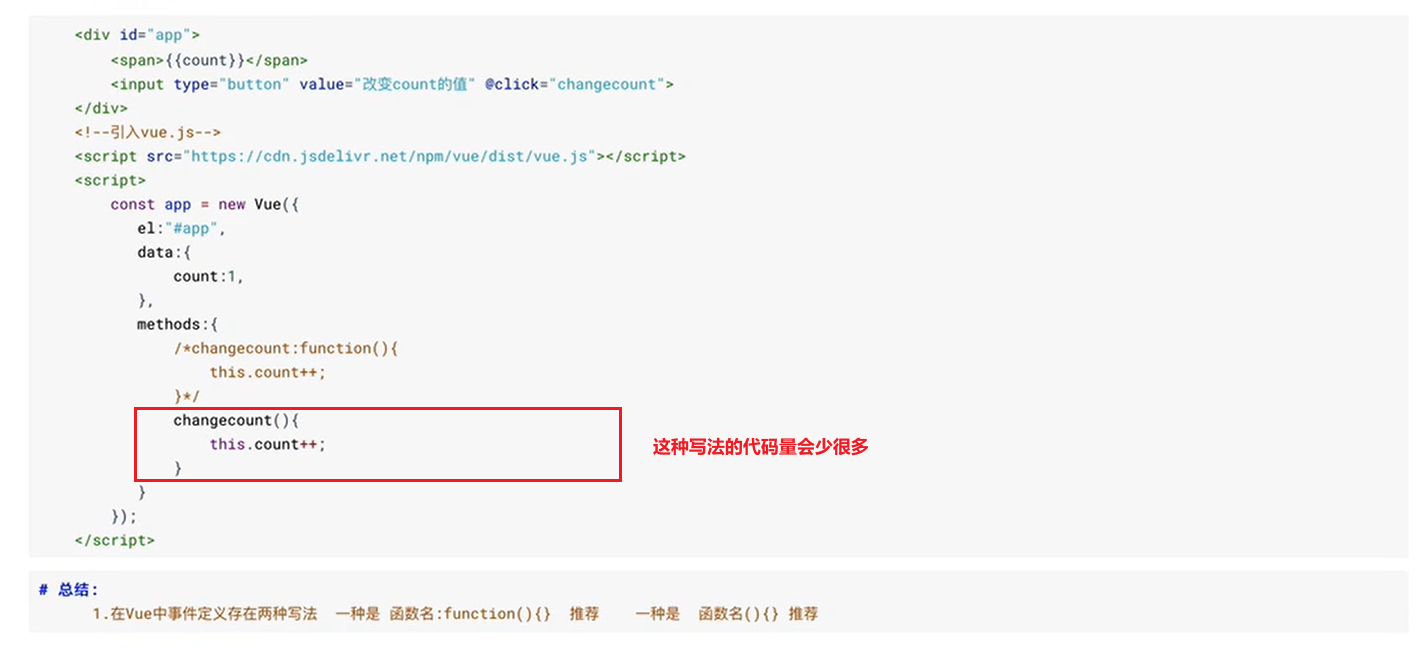 <div id="app">
<span>{{count}}</span>
<input type="button" value="改变count的值" @click="changecount">
</div>
<!--引入vue.js-->
<script src="https://cdn.jsdelivr.net/npm/vue/dist/vue.js"></script>
<script>
const app = new Vue({
el:"#app",
data:{
count:1,
},
methods:{
/*changecount:function(){
this.count++;
}*/
changecount(){
this.count++;
这种写法的代码量会少很多
}
}
});
</script>
# 总结:
1.在Vue中事件定义存在两种写法 一种是 函数名:function(){} 推荐 一种是 函数名(){} 推荐